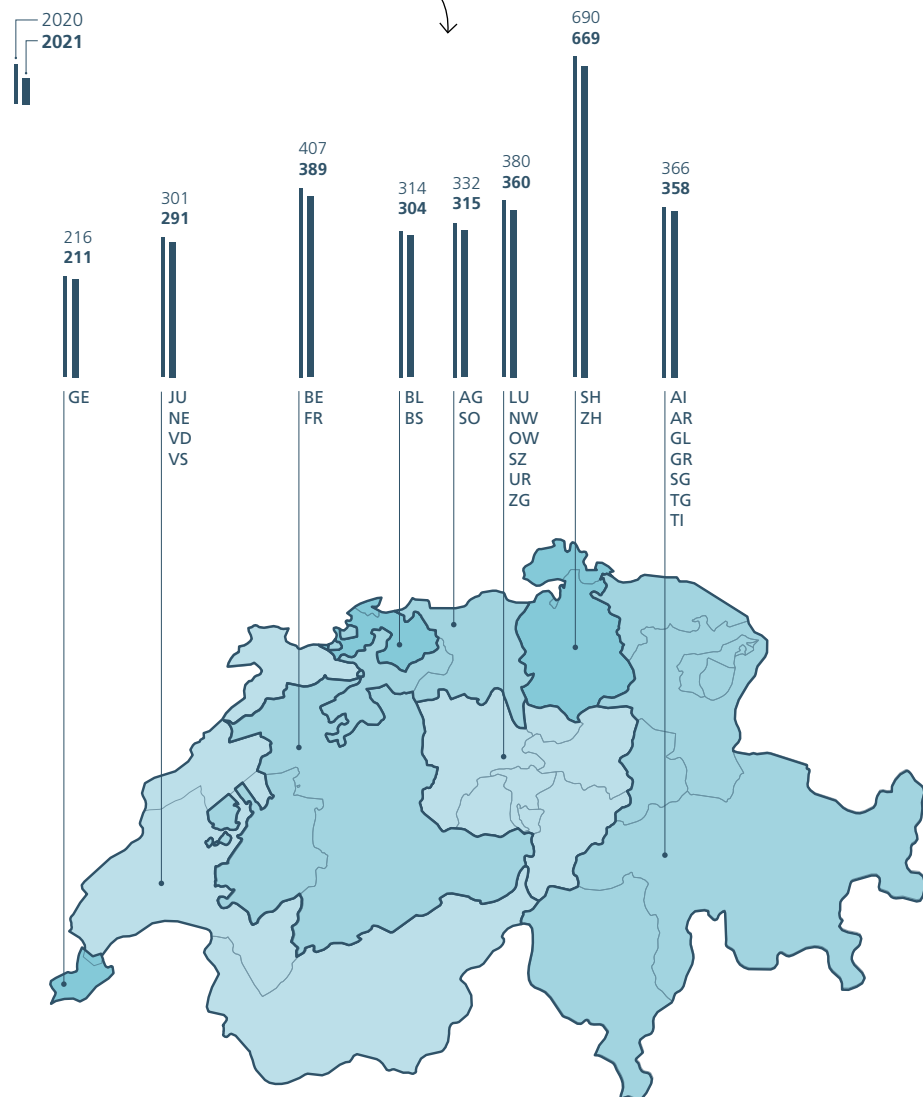 2020
2021
690
669
407
389
380
360
366
358
314
304
332
315
301
291
216
211
GE
JU
NE
VD
VS
BE
FR
BL
BS
AG
SO
LU
NW
OW
SZ
UR
ZG
SH
ZH
AI
AR
GL
GR
SG
TG
TI